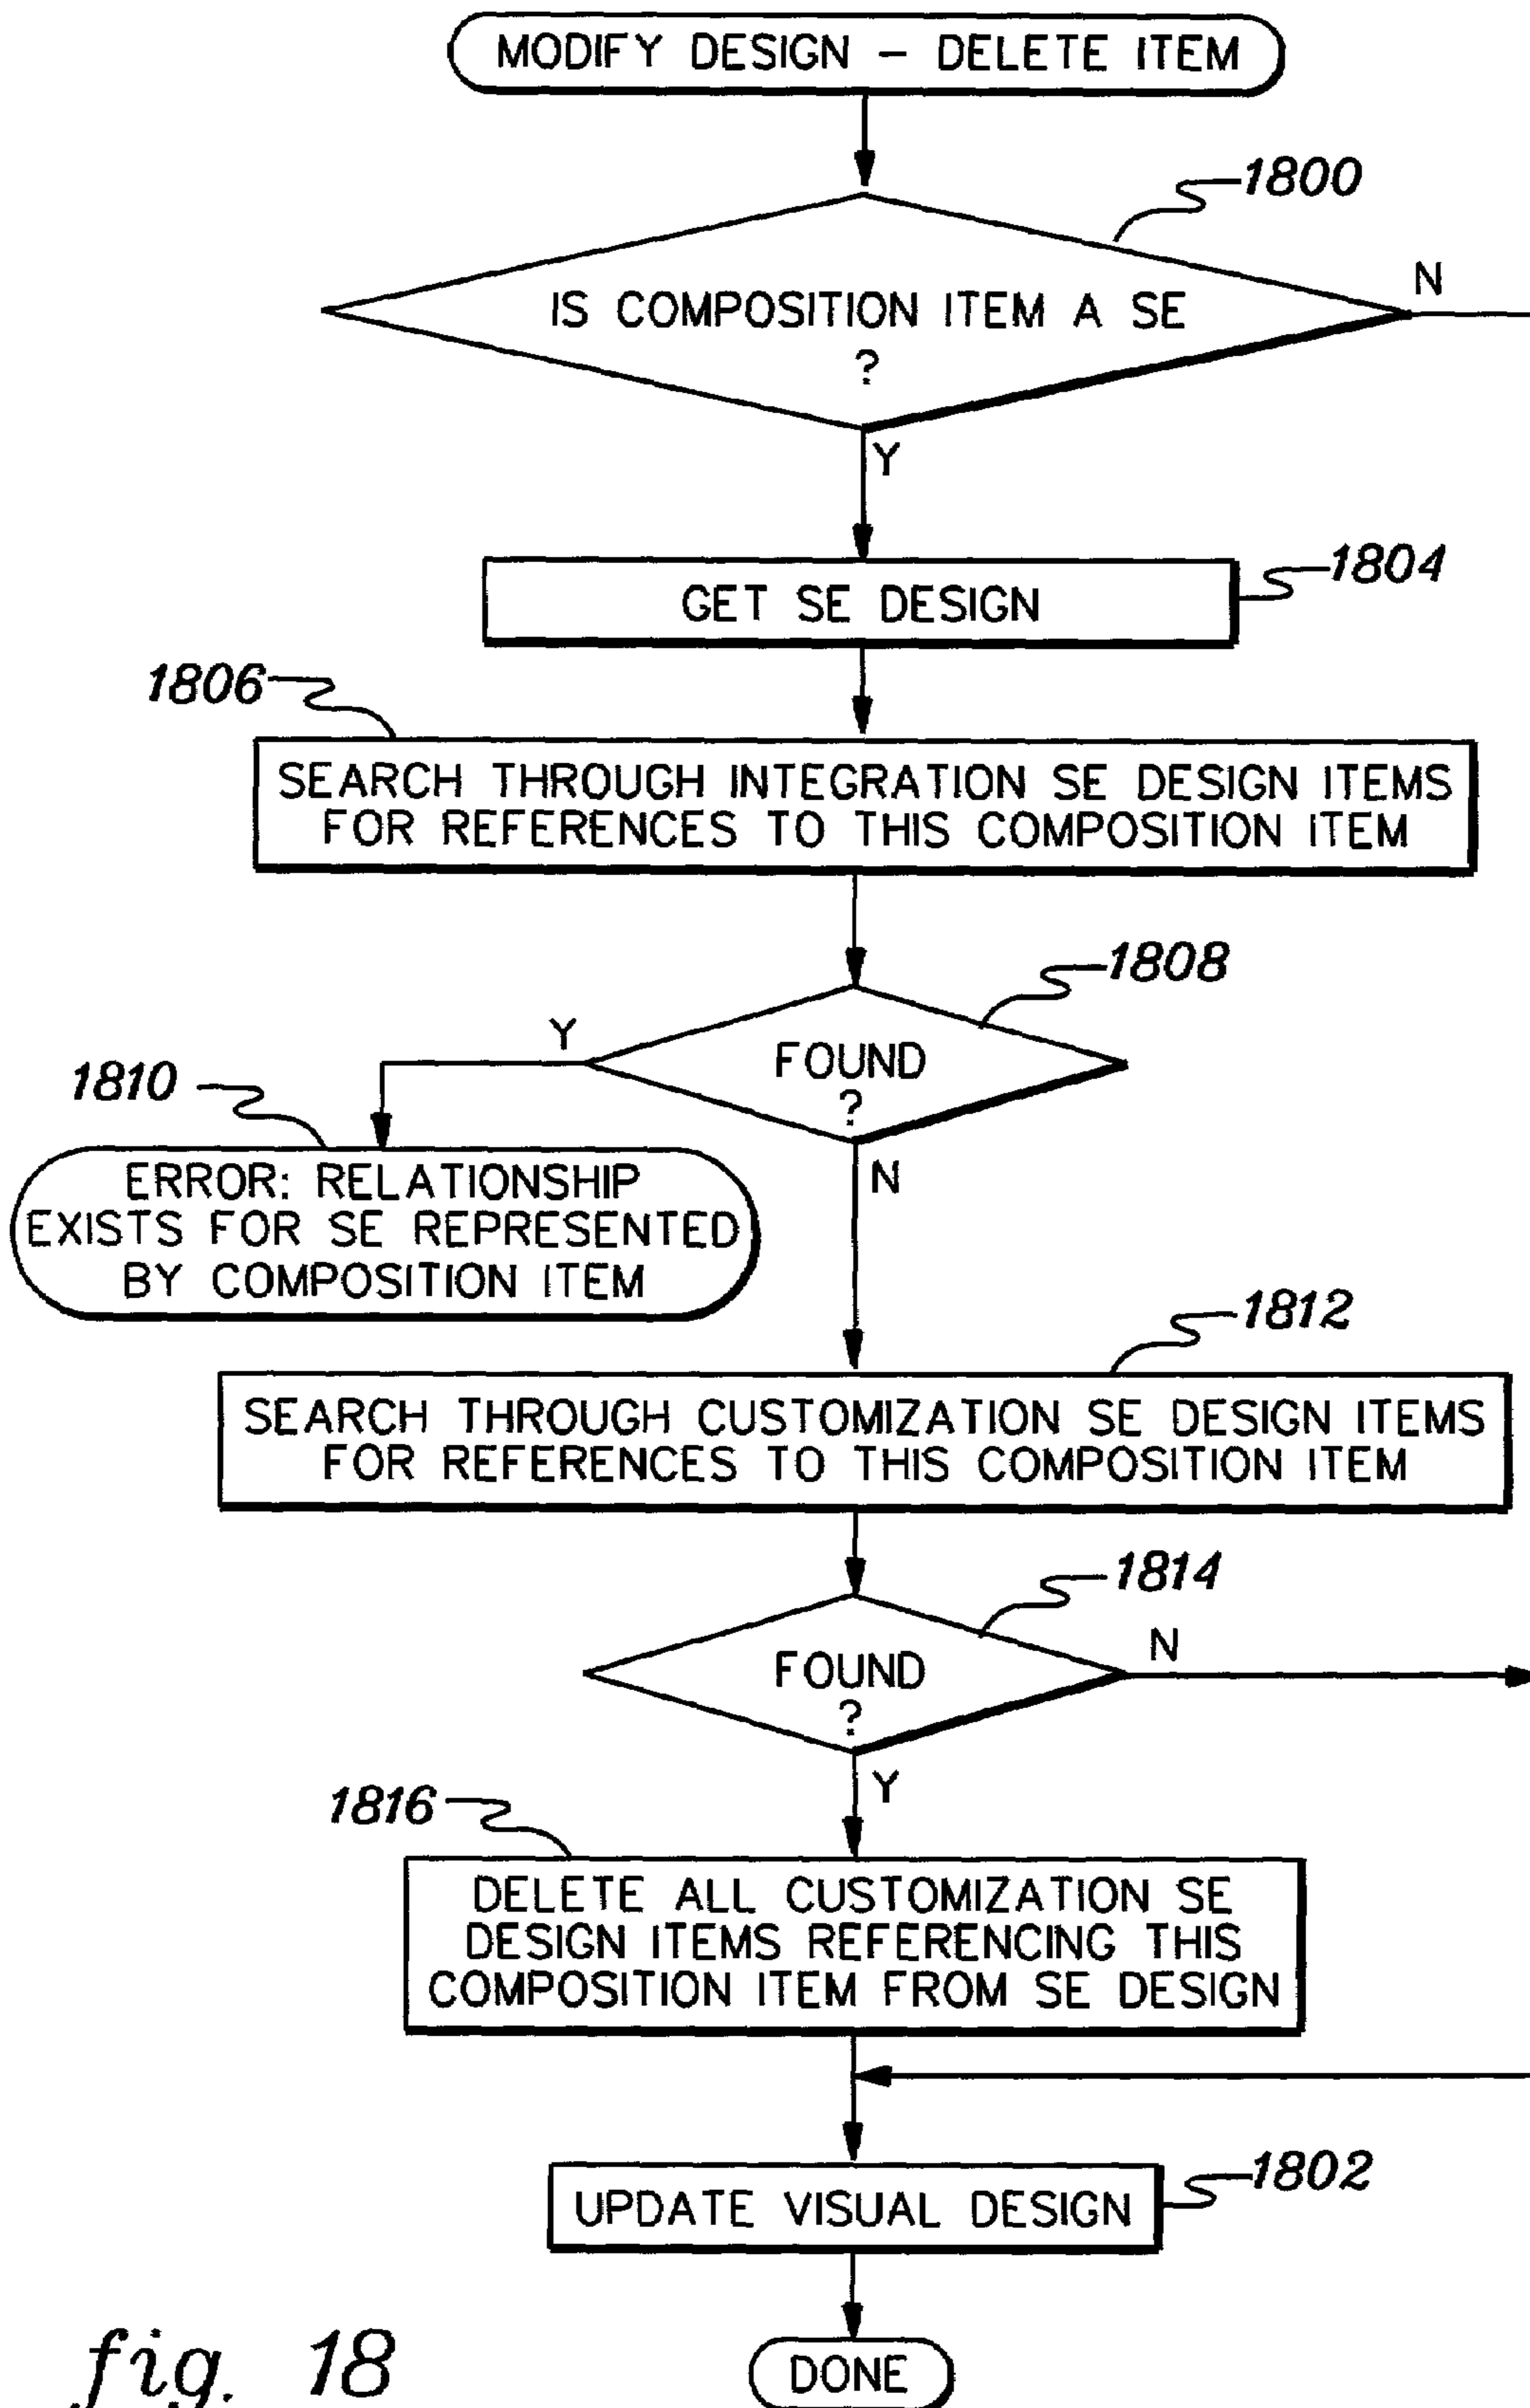 MODIFY DESIGN – DELETE ITEM
1800
IS COMPOSITION ITEM A SE
?
N
Y
GET SE DESIGN
1804
1806
SEARCH THROUGH INTEGRATION SE DESIGN ITEMS
FOR REFERENCES TO THIS COMPOSITION ITEM
1808
FOUND
?
Y
N
1810
ERROR: RELATIONSHIP
EXISTS FOR SE REPRESENTED
BY COMPOSITION ITEM
1812
SEARCH THROUGH CUSTOMIZATION SE DESIGN ITEMS
FOR REFERENCES TO THIS COMPOSITION ITEM
1814
FOUND
?
N
Y
1816
DELETE ALL CUSTOMIZATION SE
DESIGN ITEMS REFERENCING THIS
COMPOSITION ITEM FROM SE DESIGN
1802
UPDATE VISUAL DESIGN
DONE
fig. 18